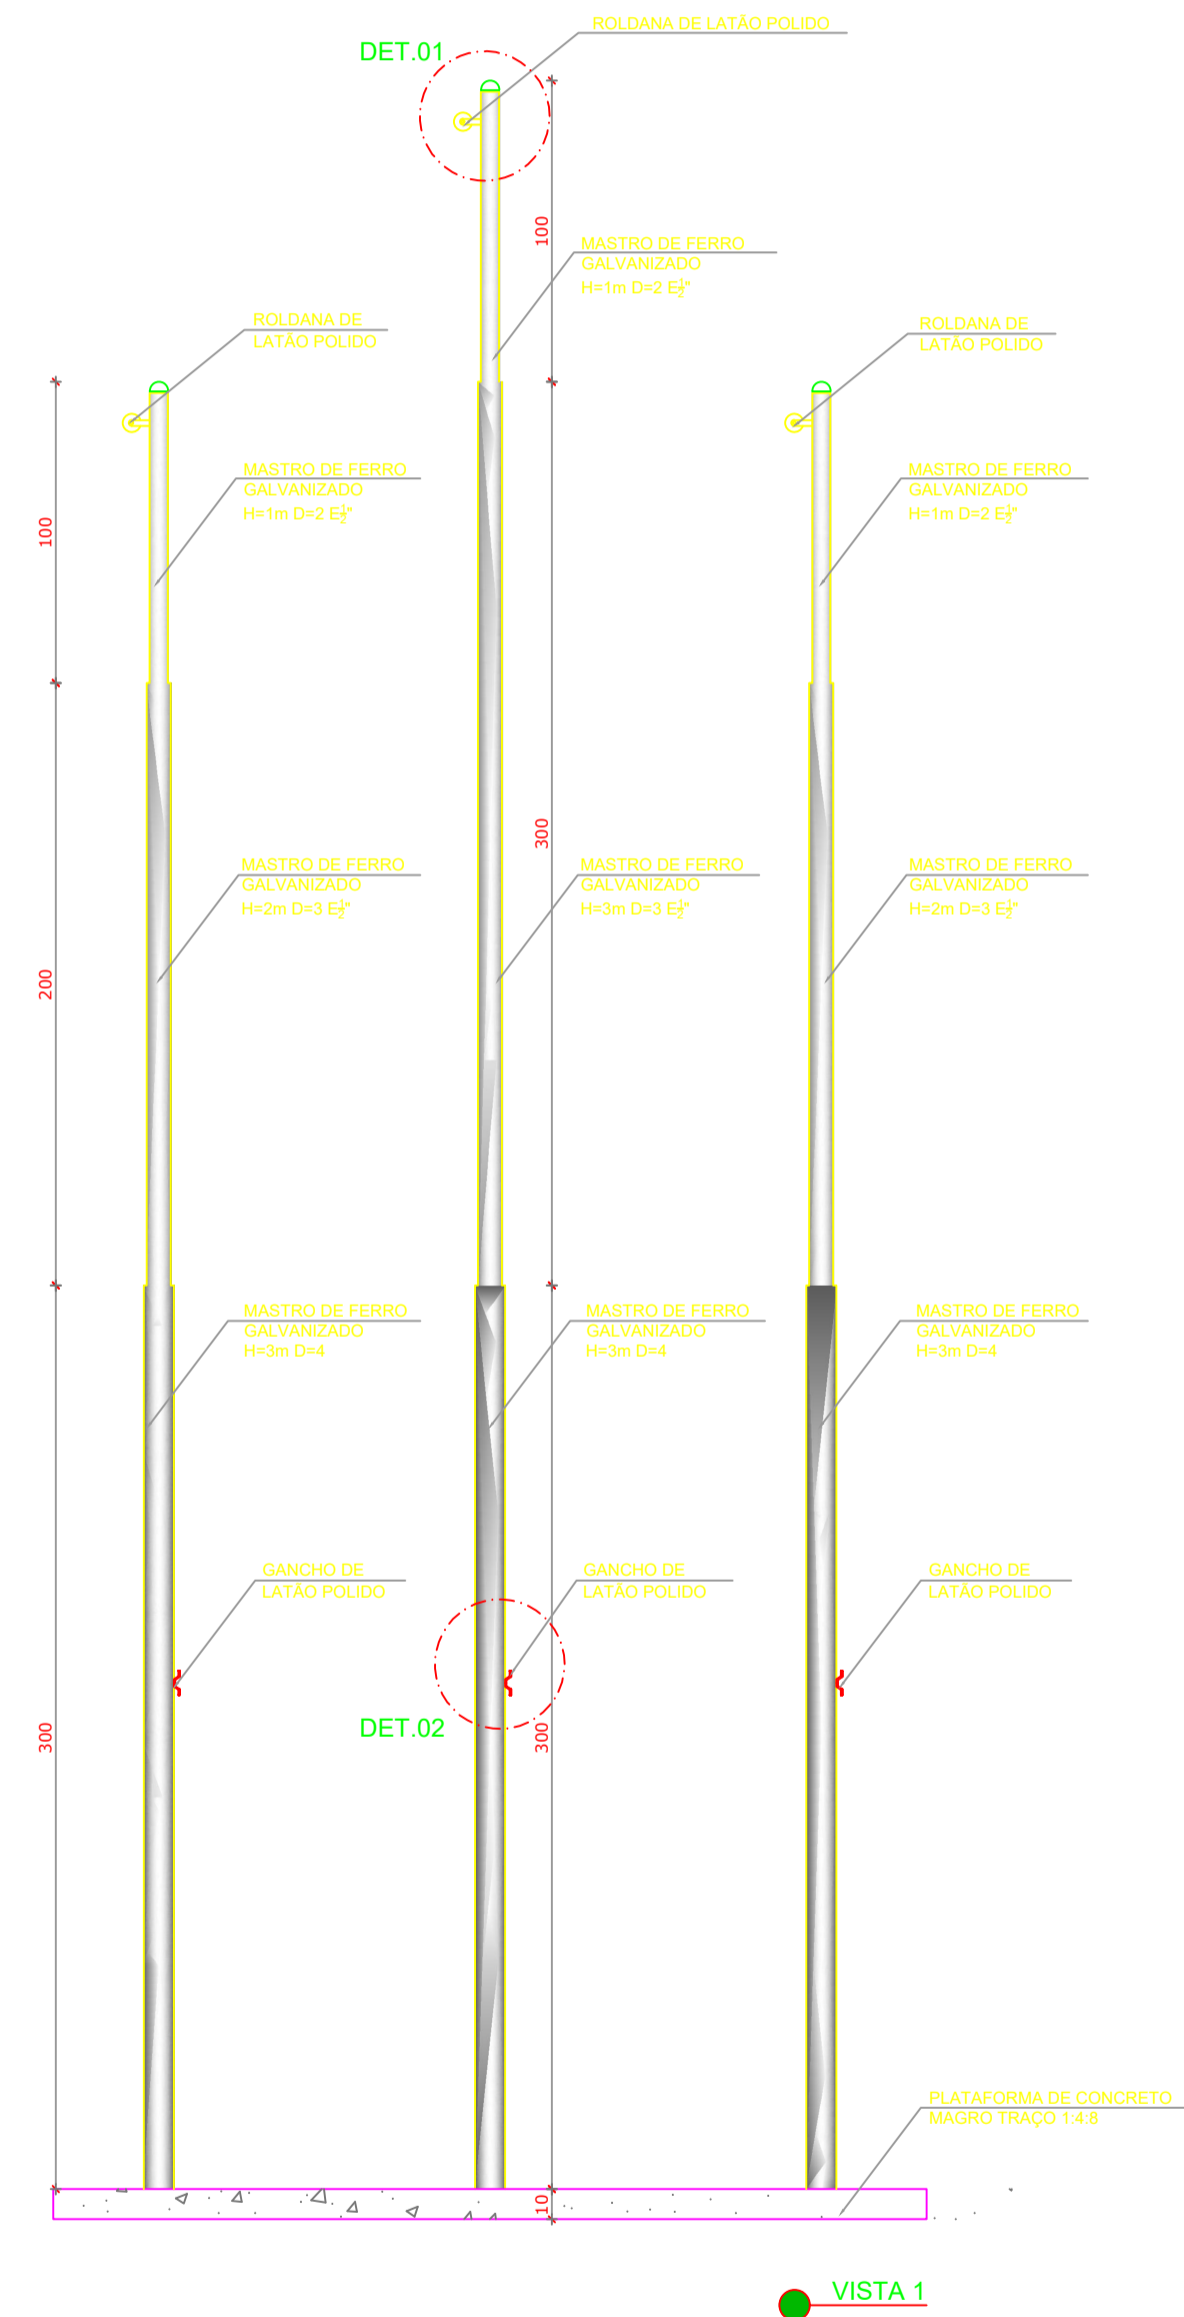 ROLDANA DE LATÃO POLIDO
DET.01
100
MASTRO DE FERRO
GALVANIZADO
H=1m D=2 E½"
ROLDANA DE
LATÃO POLIDO
ROLDANA DE
LATÃO POLIDO
MASTRO DE FERRO
GALVANIZADO
H=1m D=2 E½"
MASTRO DE FERRO
GALVANIZADO
H=1m D=2 E½"
100
300
MASTRO DE FERRO
GALVANIZADO
H=2m D=3 E½"
MASTRO DE FERRO
GALVANIZADO
H=3m D=3 E½"
MASTRO DE FERRO
GALVANIZADO
H=2m D=3 E½"
200
MASTRO DE FERRO
GALVANIZADO
H=3m D=4
MASTRO DE FERRO
GALVANIZADO
H=3m D=4
MASTRO DE FERRO
GALVANIZADO
H=3m D=4
GANCHO DE
LATÃO POLIDO
GANCHO DE
LATÃO POLIDO
GANCHO DE
LATÃO POLIDO
DET.02
300
300
PLATAFORMA DE CONCRETO
MAGRO TRAÇO 1:4:8
10
VISTA 1